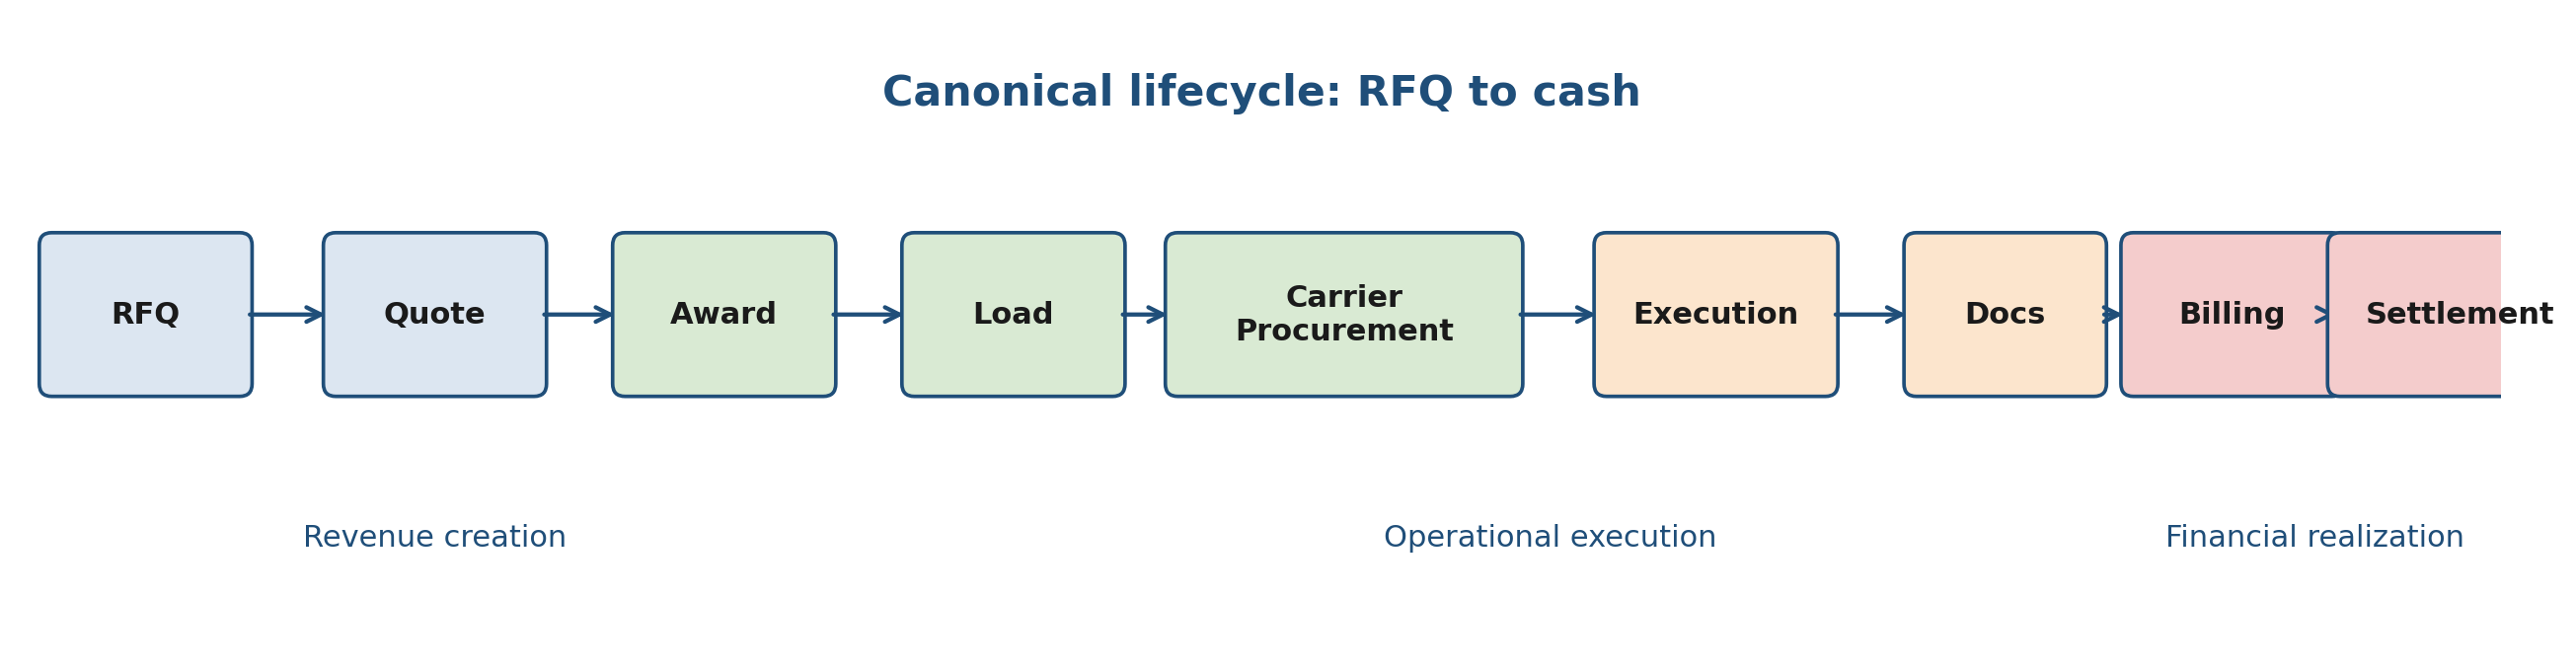 Canonical lifecycle: RFQ to cash
RFQ
Quote
Award
Load
Carrier
Procurement
Execution
Docs
Billing
Settlement
Revenue creation
Operational execution
Financial realization